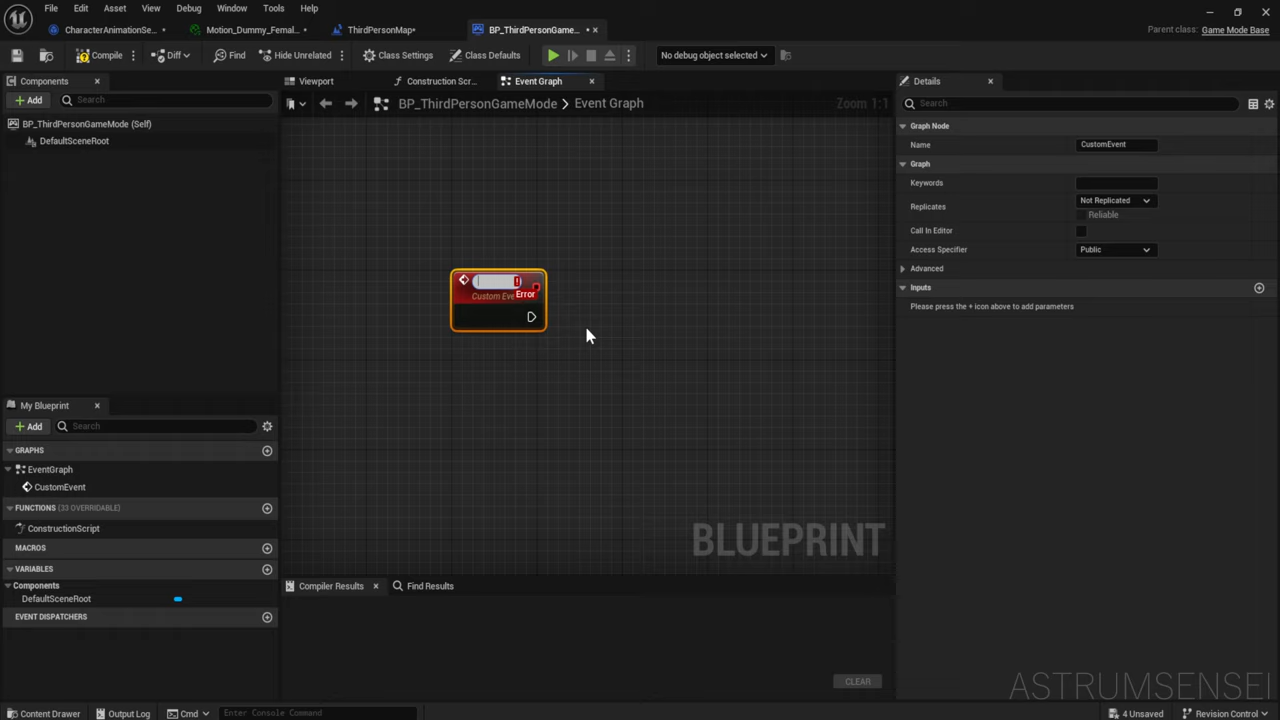 File Edit Asset View Debug Window Tools Help
CharacterAnimationSe... Motion_Dummy_Femal... ThirdPersonMap* BP_ThirdPersonGame... Parent class: Game Mode Base
Compile Diff Find Hide Unrelated Class Settings Class Defaults No debug object selected
Components Viewport Construction Scr... Event Graph Details
Add Search BP_ThirdPersonGameMode > Event Graph Zoom 1:1 Search
BP_ThirdPersonGameMode (Self) Graph Node
DefaultSceneRoot Name CustomEvent
Graph
Keywords
Replicates Not Replicated
Reliable
Call In Editor
Access Specifier Public
Advanced
Inputs
Please press the + icon above to add parameters
Custom Eve
Error
My Blueprint
Add Search
GRAPHS
EventGraph
CustomEvent
FUNCTIONS (33 OVERRIDABLE)
ConstructionScript
MACROS
VARIABLES
Components
DefaultSceneRoot
EVENT DISPATCHERS
BLUEPRINT
Compiler Results Find Results
CLEAR
ASTRUMSENSEI
Content Drawer Output Log Cmd Enter Console Command 4 Unsaved Revision Control